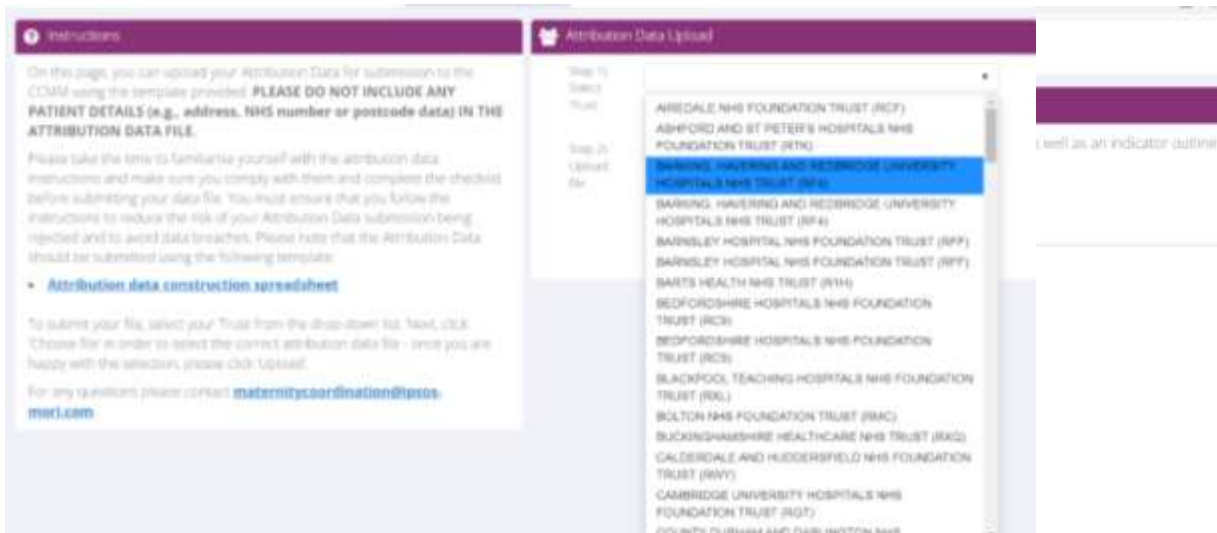 Instructions
On this page, you can upload your Attribution Data for submission to the
CCMM using the template provided. PLEASE DO NOT INCLUDE ANY
PATIENT DETAILS (e.g., address, NHS number or postcode data) IN THE
ATTRIBUTION DATA FILE.
Please take the time to familiarise yourself with the attribution data
instructions and make sure you comply with them and complete the checklist
before submitting your data file. You must ensure that you follow the
instructions to reduce the risk of your Attribution Data submission being
rejected and to avoid data breaches. Please note that the Attribution Data
should be submitted using the following template:
• Attribution data construction spreadsheet
To submit your file, select your Trust from the drop-down list. Next, click
'Choose file' in order to select the correct attribution data file - once you are
happy with the selection, please click 'Upload'.
For any questions please contact maternitycoordination@ipsos-
mori.com
Attribution Data Upload
Step 1:
Select
Trust
Step 2:
Upload
file
AIREDALE NHS FOUNDATION TRUST (RCF)
ASHFORD AND ST PETER'S HOSPITALS NHS
FOUNDATION TRUST (RTK)
BARKING, HAVERING AND REDBRIDGE UNIVERSITY
HOSPITALS NHS TRUST (RF4)
BARKING, HAVERING AND REDBRIDGE UNIVERSITY
HOSPITALS NHS TRUST (RF4)
BARNSLEY HOSPITAL NHS FOUNDATION TRUST (RFF)
BARNSLEY HOSPITAL NHS FOUNDATION TRUST (RFF)
BARTS HEALTH NHS TRUST (R1H)
BEDFORDSHIRE HOSPITALS NHS FOUNDATION
TRUST (RC9)
BEDFORDSHIRE HOSPITALS NHS FOUNDATION
TRUST (RC9)
BLACKPOOL TEACHING HOSPITALS NHS FOUNDATION
TRUST (RXL)
BOLTON NHS FOUNDATION TRUST (RMC)
BUCKINGHAMSHIRE HEALTHCARE NHS TRUST (RXQ)
CALDERDALE AND HUDDERSFIELD NHS FOUNDATION
TRUST (RWY)
CAMBRIDGE UNIVERSITY HOSPITALS NHS
FOUNDATION TRUST (RGT)
COUNTY DURHAM AND DARLINGTON NHS
well as an indicator outlini